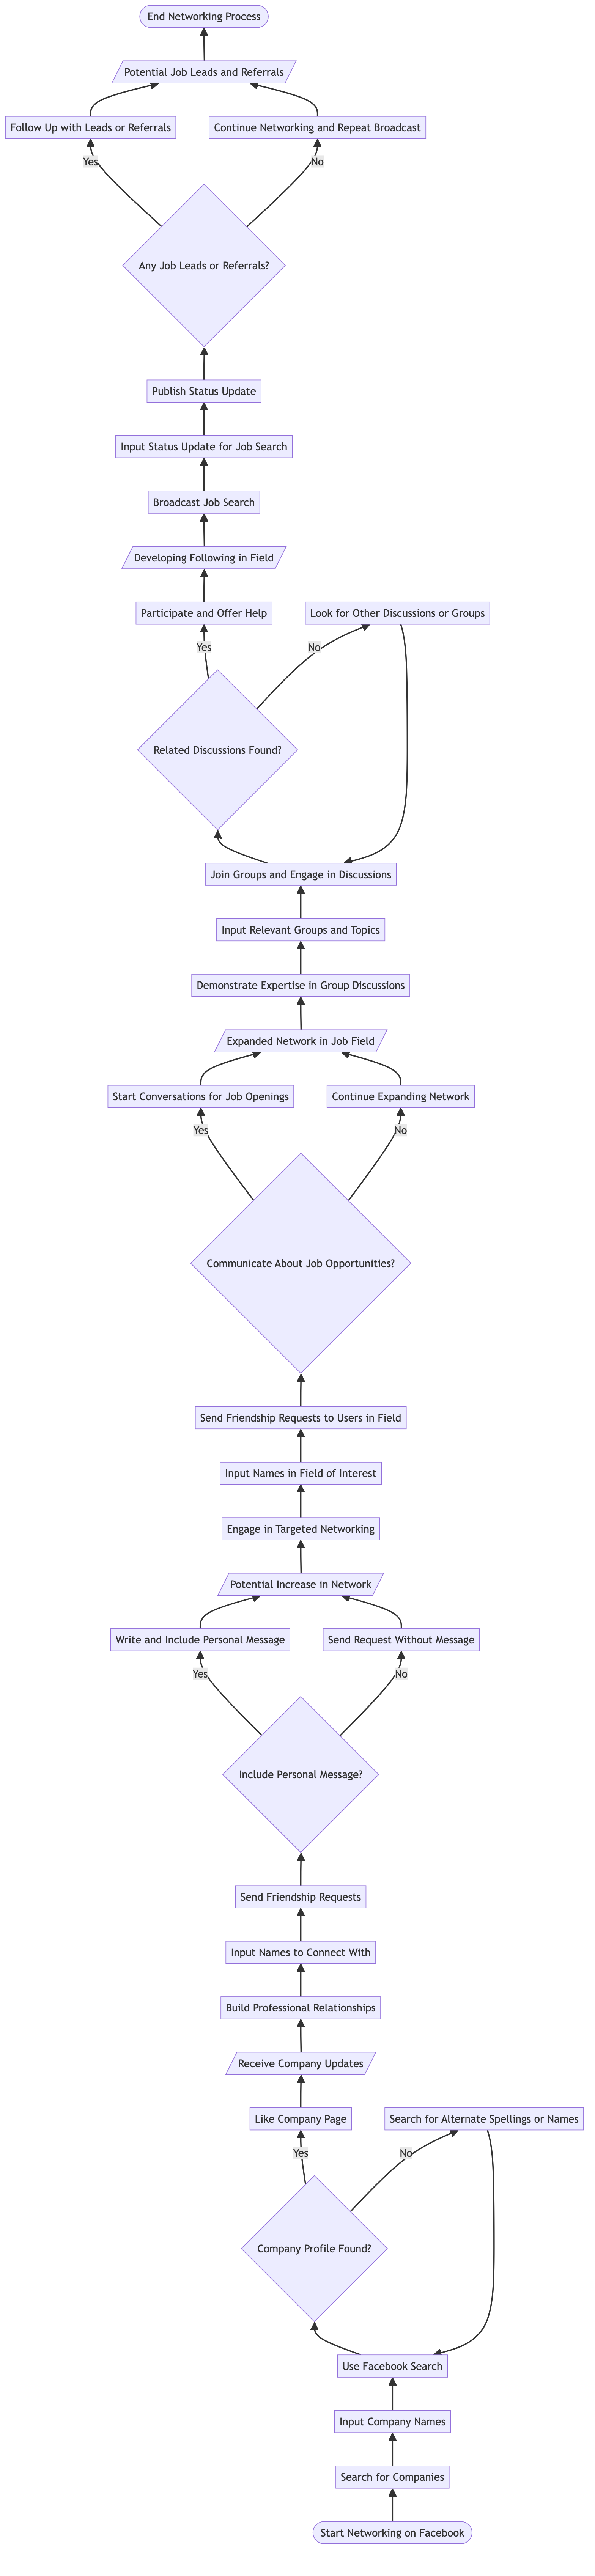 End Networking Process
Potential Job Leads and Referrals
Follow Up with Leads or Referrals
Continue Networking and Repeat Broadcast
Yes
No
Any Job Leads or Referrals?
Publish Status Update
Input Status Update for Job Search
Broadcast Job Search
Developing Following in Field
Participate and Offer Help
Look for Other Discussions or Groups
Yes
No
Related Discussions Found?
Join Groups and Engage in Discussions
Input Relevant Groups and Topics
Demonstrate Expertise in Group Discussions
Expanded Network in Job Field
Start Conversations for Job Openings
Continue Expanding Network
Yes
No
Communicate About Job Opportunities?
Send Friendship Requests to Users in Field
Input Names in Field of Interest
Engage in Targeted Networking
Potential Increase in Network
Write and Include Personal Message
Send Request Without Message
Yes
No
Include Personal Message?
Send Friendship Requests
Input Names to Connect With
Build Professional Relationships
Receive Company Updates
Like Company Page
Search for Alternate Spellings or Names
Yes
No
Company Profile Found?
Use Facebook Search
Input Company Names
Search for Companies
Start Networking on Facebook